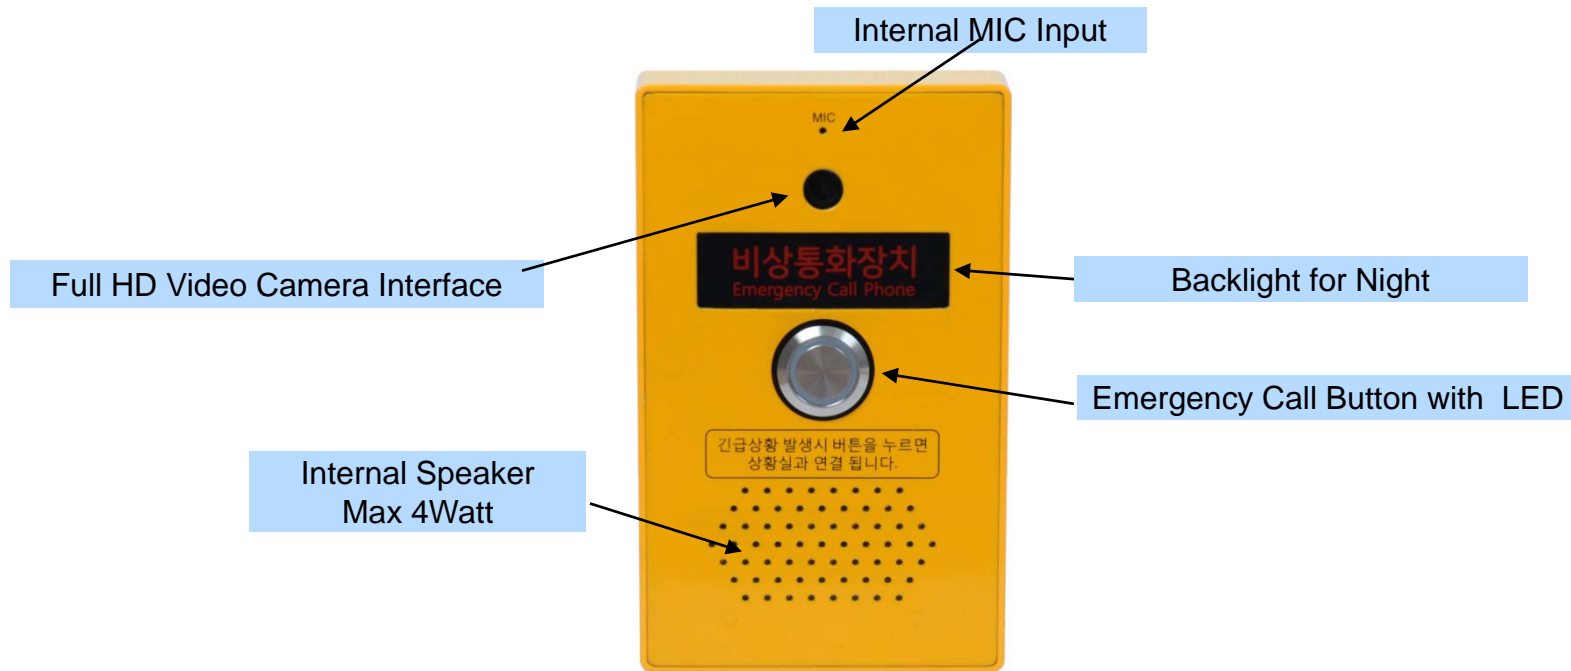 Internal MIC Input
MIC
Full HD Video Camera Interface
비상통화장치
Emergency Call Phone
Backlight for Night
Emergency Call Button with LED
긴급상황 발생시 버튼을 누르면
상황실과 연결 됩니다.
Internal Speaker
Max 4Watt